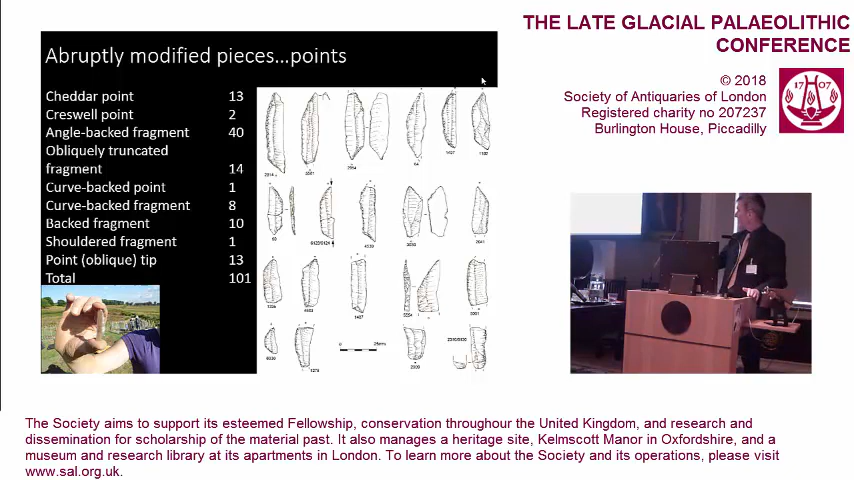 THE LATE GLACIAL PALAEOLITHIC
CONFERENCE
© 2018
Society of Antiquaries of London
Registered charity no 207237
Burlington House, Piccadilly
17 07
Abruptly modified pieces...points
Cheddar point 13
Creswell point 2
Angle-backed fragment 40
Obliquely truncated
fragment 14
Curve-backed point 1
Curve-backed fragment 8
Backed fragment 10
Shouldered fragment 1
Point (oblique) tip 13
Total 101
The Society aims to support its esteemed Fellowship, conservation throughour the United Kingdom, and research and
dissemination for scholarship of the material past. It also manages a heritage site, Kelmscott Manor in Oxfordshire, and a
museum and research library at its apartments in London. To learn more about the Society and its operations, please visit
www.sal.org.uk.